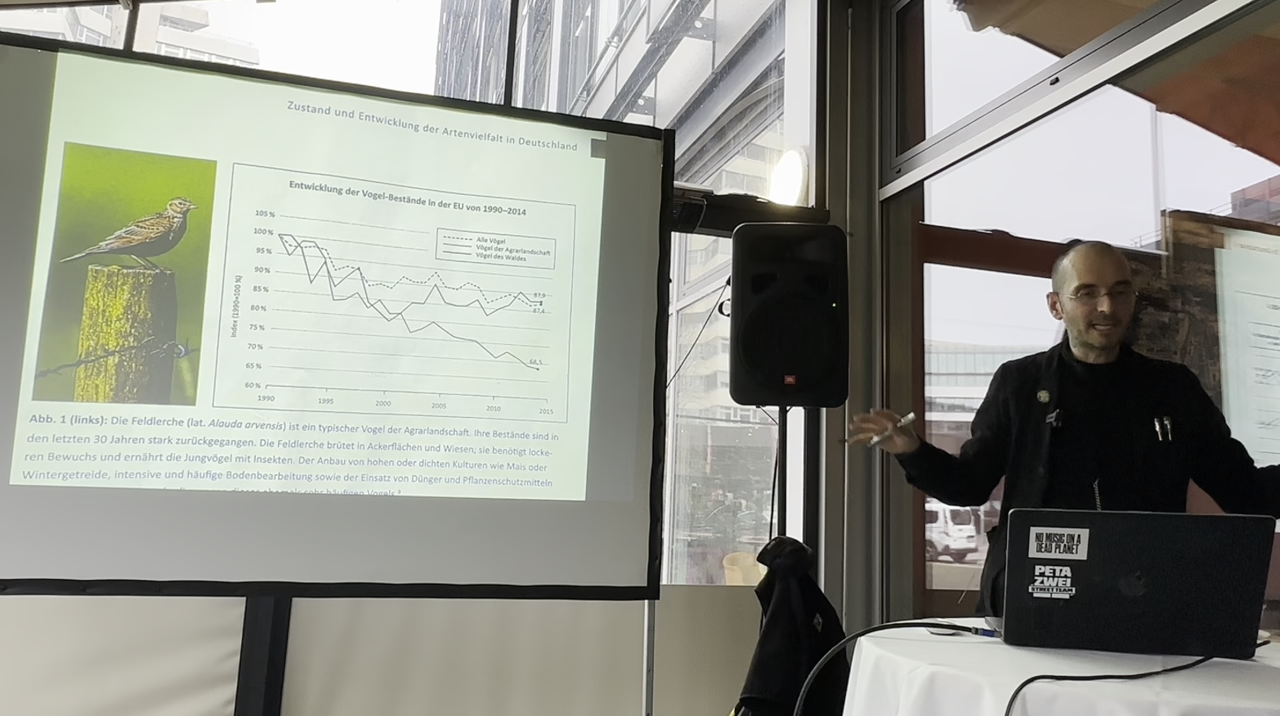 Zustand und Entwicklung der Artenvielfalt in Deutschland
Entwicklung der Vogel-Bestände in der EU von 1990–2014
Index (1990=100 %)
105 %
100 %
95 %
90 %
85 %
80 %
75 %
70 %
65 %
60 %
1990
1995
2000
2005
2010
2015
Alle Vögel
Vögel der Agrarlandschaft
Vögel des Waldes
87,9
87,4
68,5
Abb. 1 (links): Die Feldlerche (lat. Alauda arvensis) ist ein typischer Vogel der Agrarlandschaft. Ihre Bestände sind in
den letzten 30 Jahren stark zurückgegangen. Die Feldlerche brütet in Ackerflächen und Wiesen; sie benötigt locke-
ren Bewuchs und ernährt die Jungvögel mit Insekten. Der Anbau von hohen oder dichten Kulturen wie Mais oder
Wintergetreide, intensive und häufige Bodenbearbeitung sowie der Einsatz von Dünger und Pflanzenschutzmitteln
JBL
NO MUSIC ON A
DEAD PLANET
PETA
ZWEI
STREET TEAM